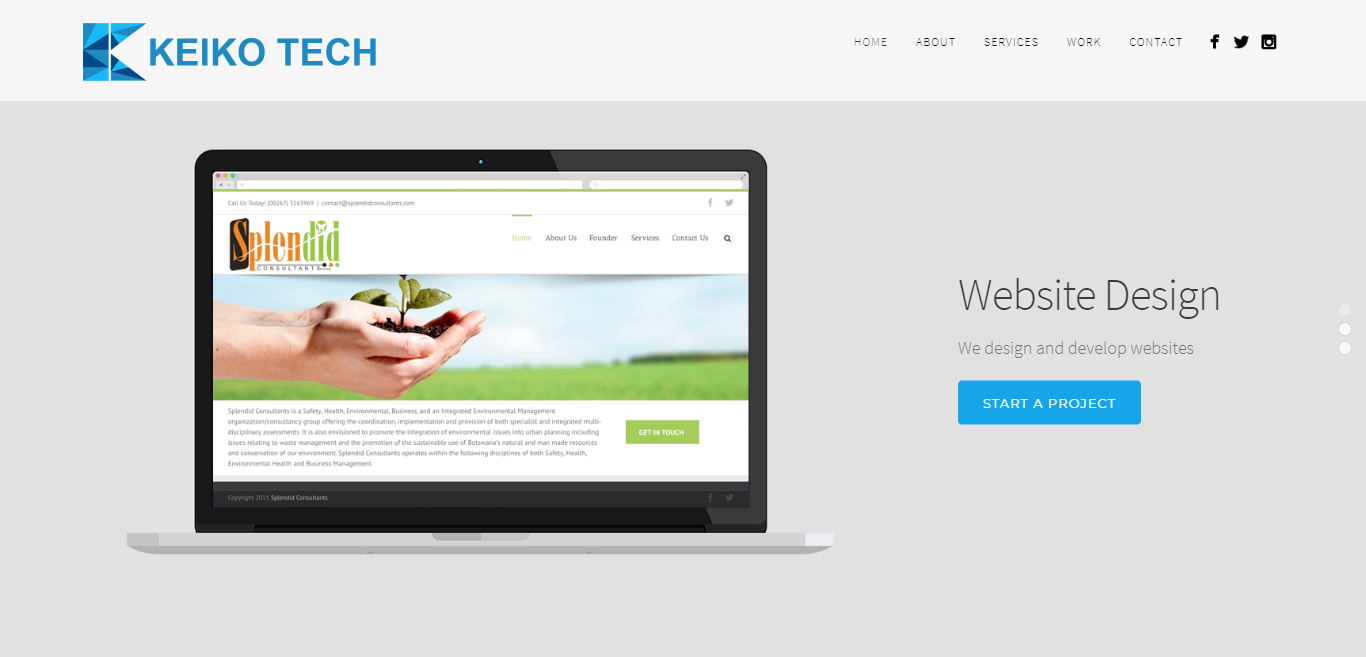 KEIKO TECH
HOME ABOUT SERVICES WORK CONTACT
Call Us Today! (00267) 3163969 | contact@splendidconsultants.com
Splendid
CONSULTANTS
Home About Us Founder Services Contact Us
Splendid Consultants is a Safety, Health, Environmental, Business, and an Integrated Environmental Management
organization/consultancy group offering the coordination, implementation and provision of both specialist and integrated multi-
disciplinary assessments. It is also envisioned to promote the integration of environmental issues into urban planning including
issues relating to waste management and the promotion of the sustainable use of Botswana's natural and man made resources
and conservation of our environment. Splendid Consultants operates within the following disciplines of both Safety, Health,
Environmental Health and Business Management.
GET IN TOUCH
Copyright 2015 Splendid Consultants
Website Design
We design and develop websites
START A PROJECT